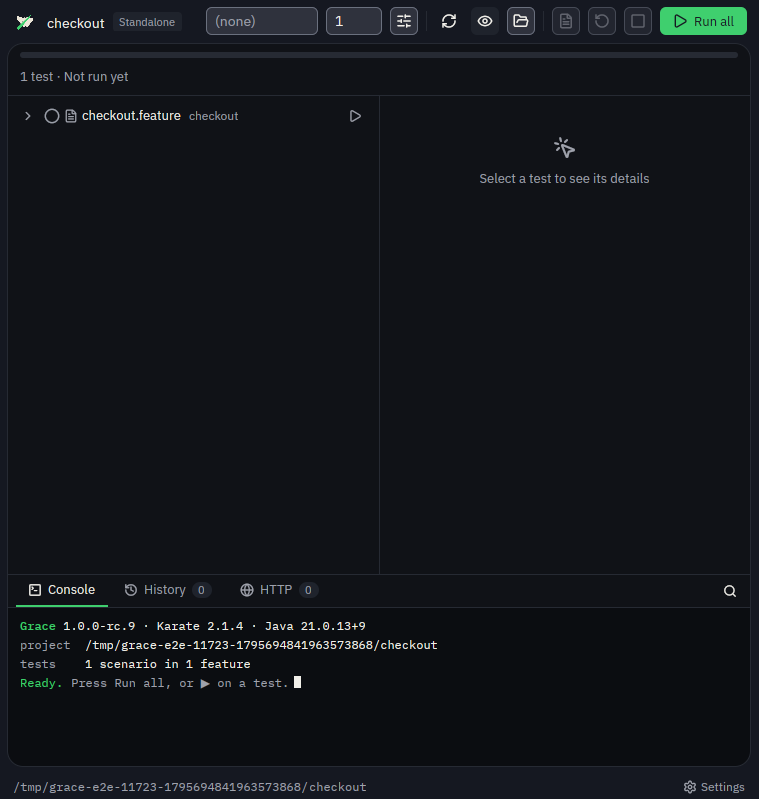 checkout Standalone (none) 1 Run all
1 test · Not run yet
checkout.feature checkout
Select a test to see its details
Console History 0 HTTP 0
Grace 1.0.0-rc.9 · Karate 2.1.4 · Java 21.0.13+9
project /tmp/grace-e2e-11723-1795694841963573868/checkout
tests 1 scenario in 1 feature
Ready. Press Run all, or ▶ on a test.
/tmp/grace-e2e-11723-1795694841963573868/checkout Settings